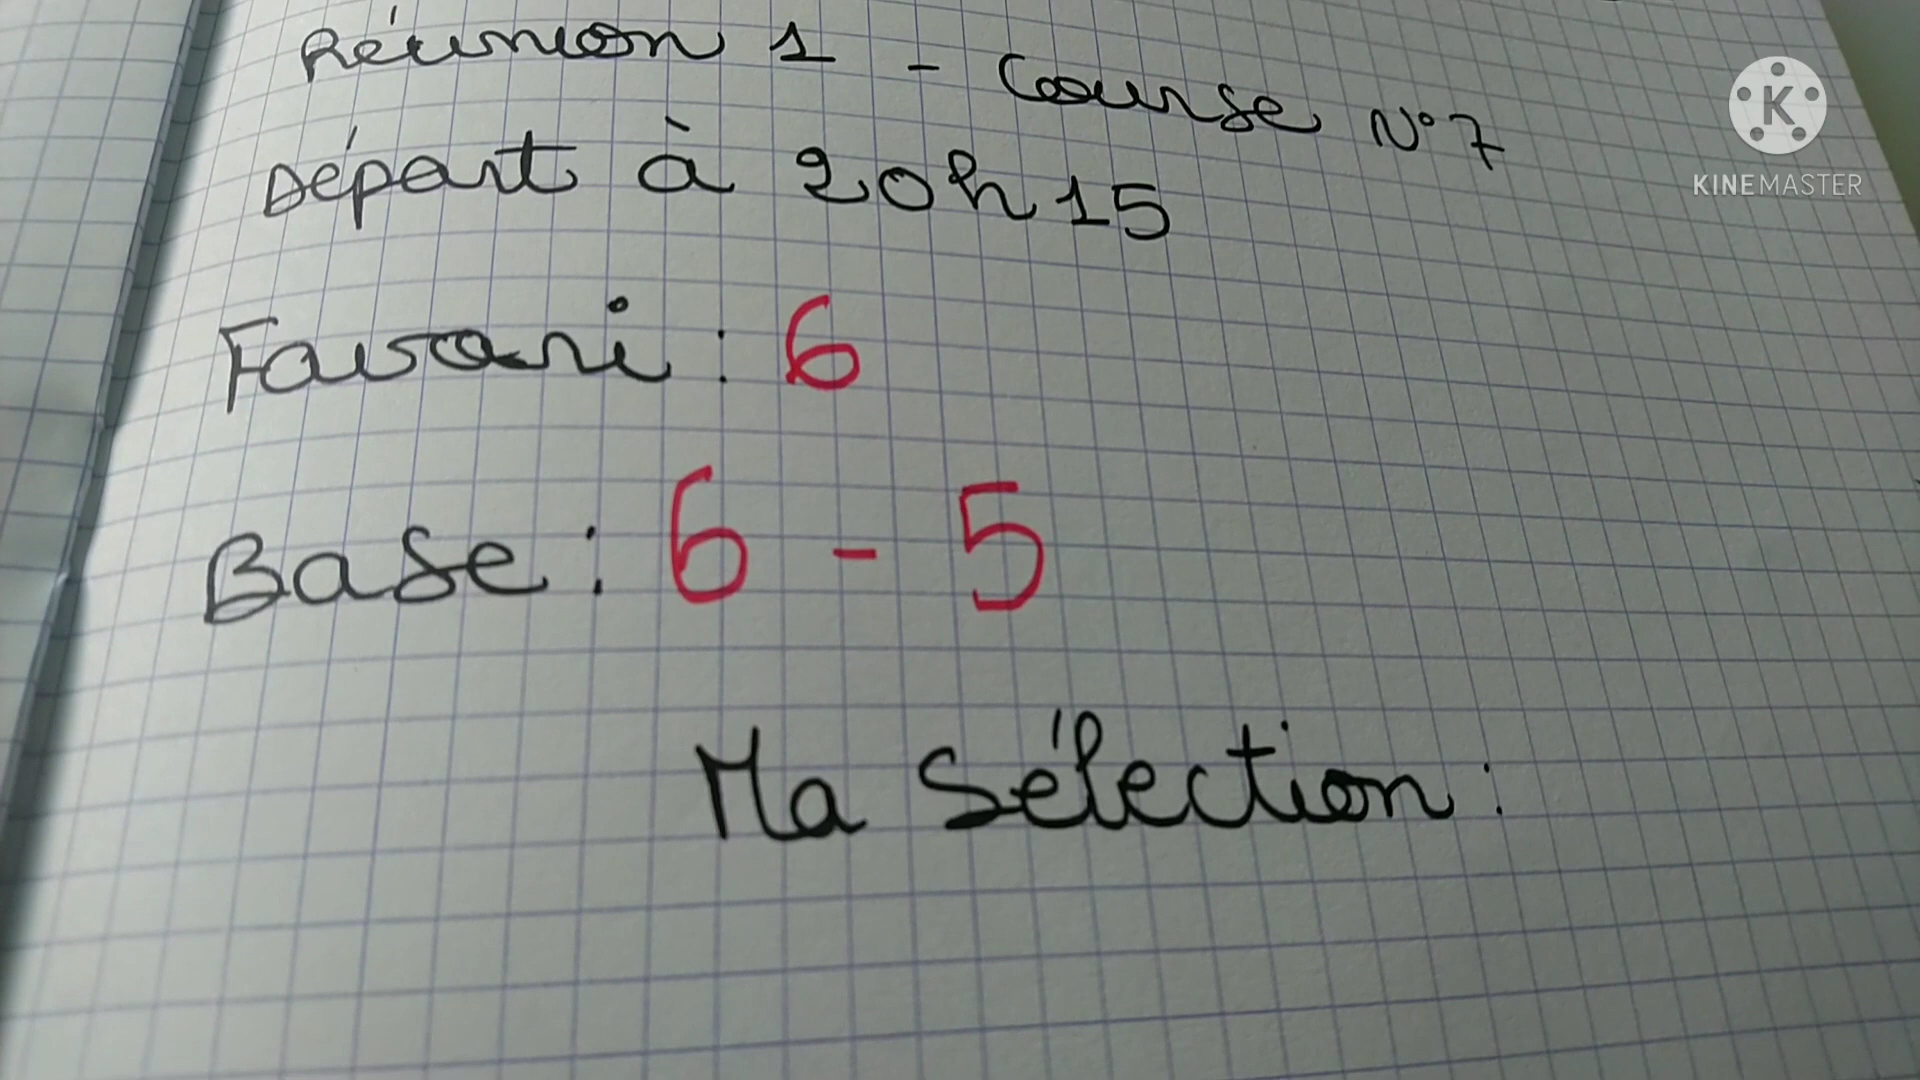 Réunion 1 - Course N°7
Départ à 20h15
Favori : 6
Base : 6 - 5
Ma Sélection :
K
KINEMASTER